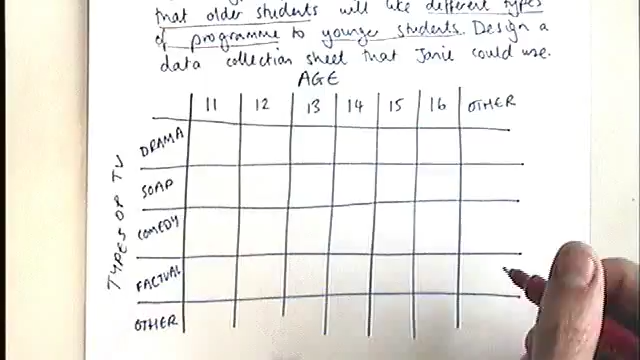 that older students will like different types
of programme to younger students. Design a
data collection sheet that Janie could use.
AGE
11 12 13 14 15 16 OTHER
TYPES OF TV
DRAMA
SOAP
COMEDY
FACTUAL
OTHER